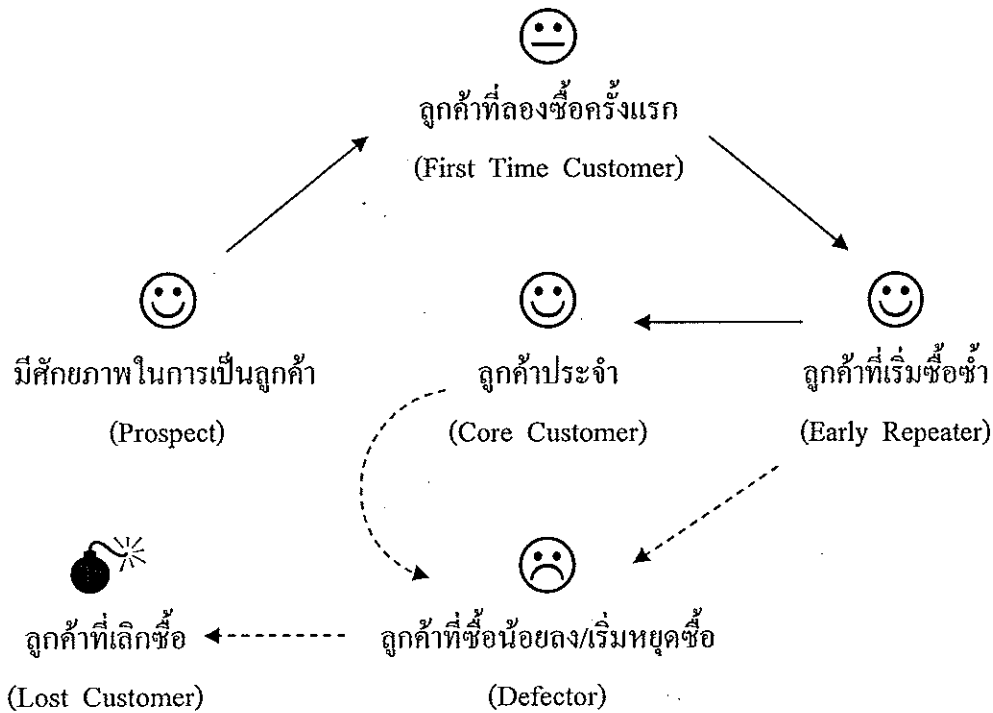 ลูกค้าที่ลองซื้อครั้งแรก
(First Time Customer)
มีศักยภาพในการเป็นลูกค้า
(Prospect)
ลูกค้าประจำ
(Core Customer)
ลูกค้าที่เริ่มซื้อซ้ำ
(Early Repeater)
ลูกค้าที่เลิกซื้อ
(Lost Customer)
ลูกค้าที่ซื้อน้อยลง/เริ่มหยุดซื้อ
(Defector)